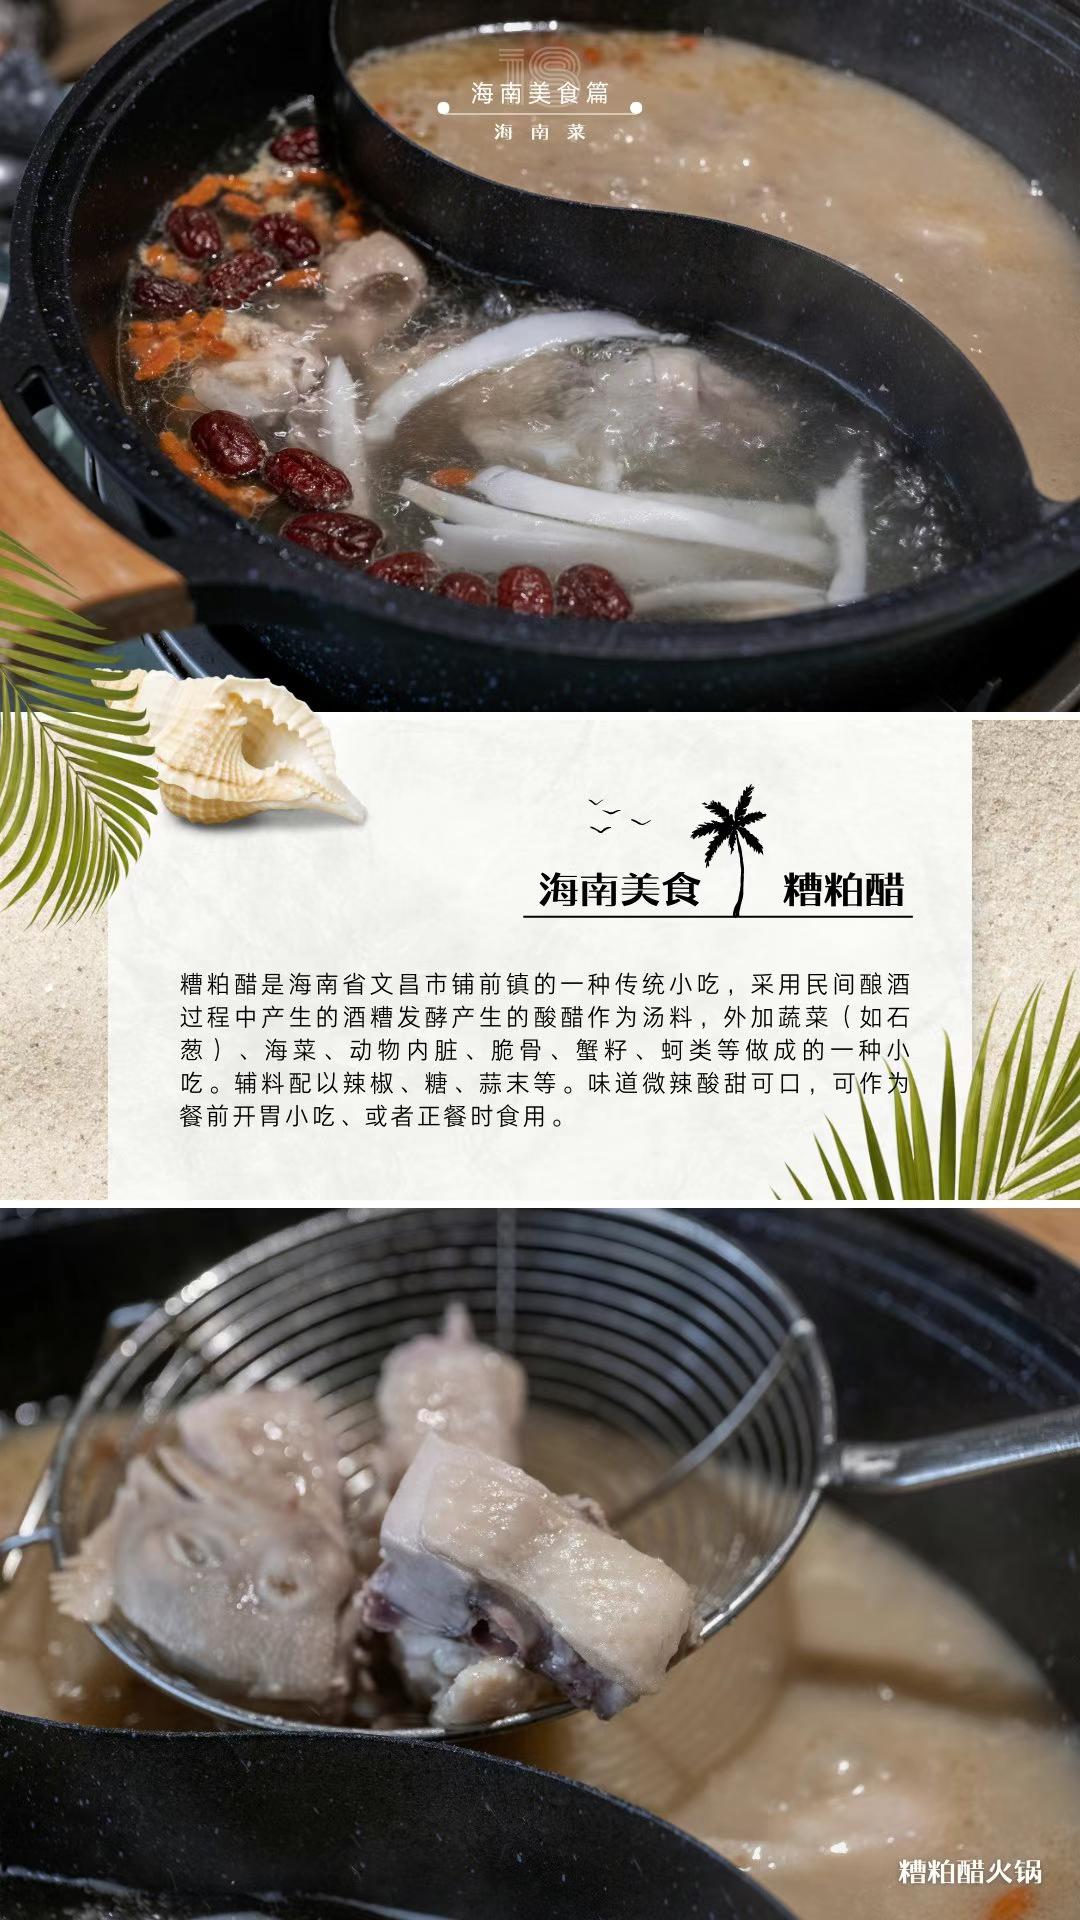 海南美食篇
海南菜
海南美食 糟粕醋
糟粕醋是海南省文昌市铺前镇的一种传统小吃，采用民间酿酒
过程中产生的酒糟发酵产生的酸醋作为汤料，外加蔬菜（如石
葱）、海菜、动物内脏、脆骨、蟹籽、蚵类等做成的一种小
吃。辅料配以辣椒、糖、蒜末等。味道微辣酸甜可口，可作为
餐前开胃小吃、或者正餐时食用。
糟粕醋火锅